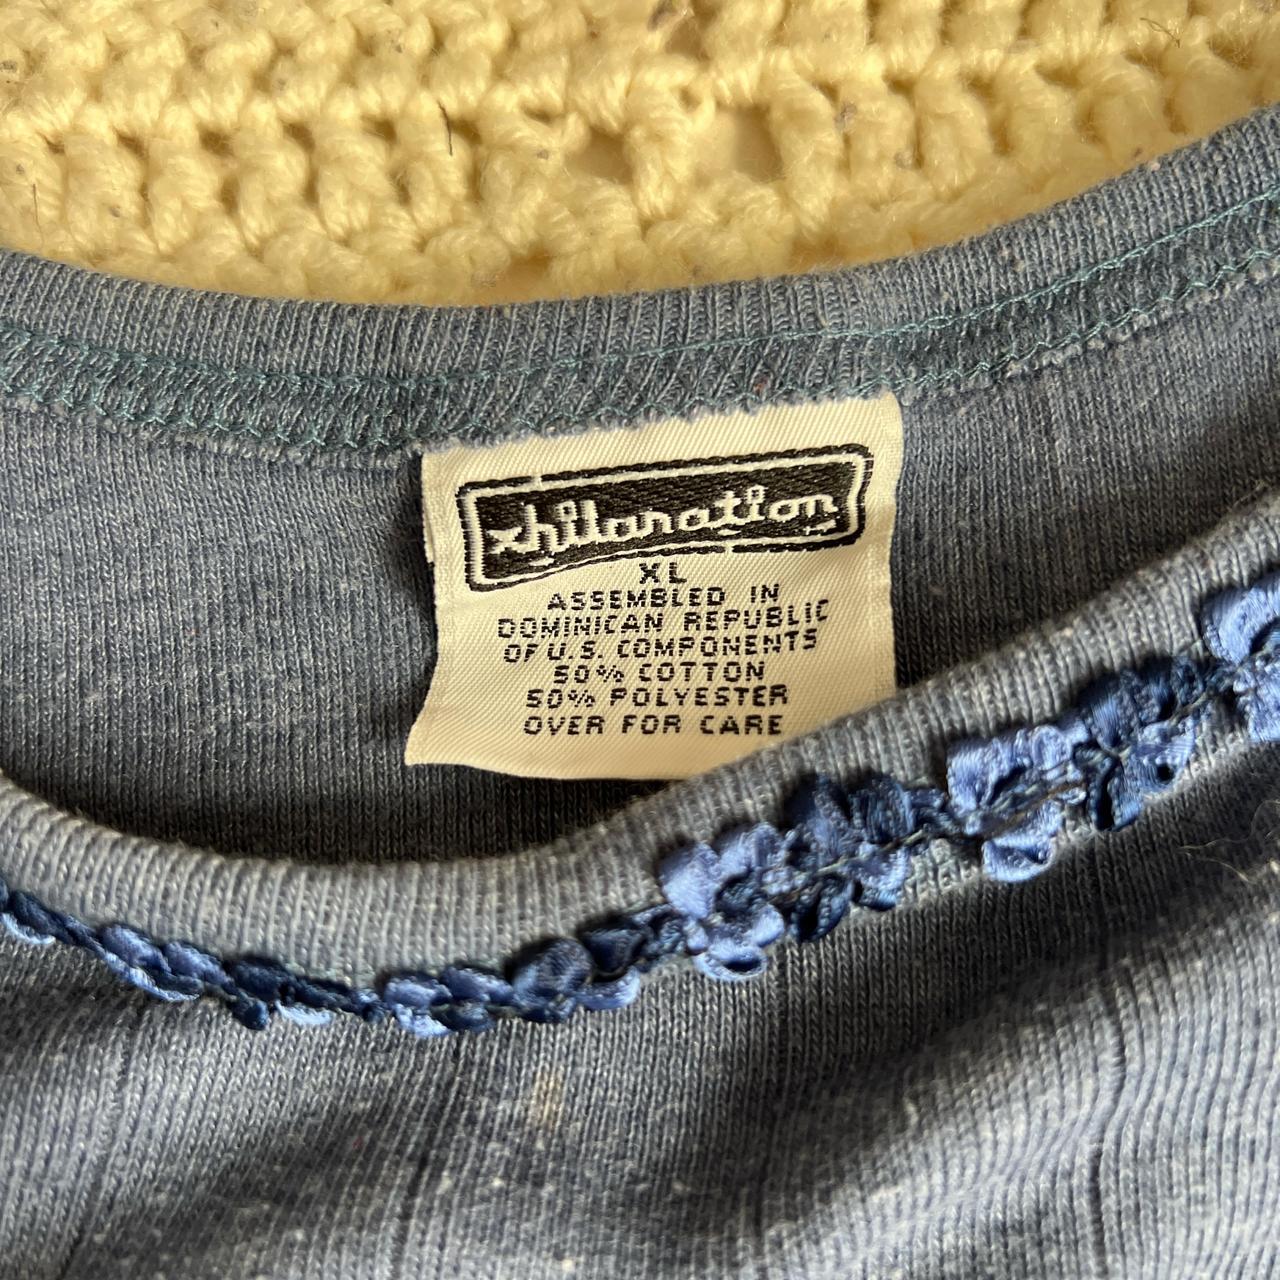 xhilaration
XL
ASSEMBLED IN
DOMINICAN REPUBLIC
OF U.S. COMPONENTS
50% COTTON
50% POLYESTER
OVER FOR CARE